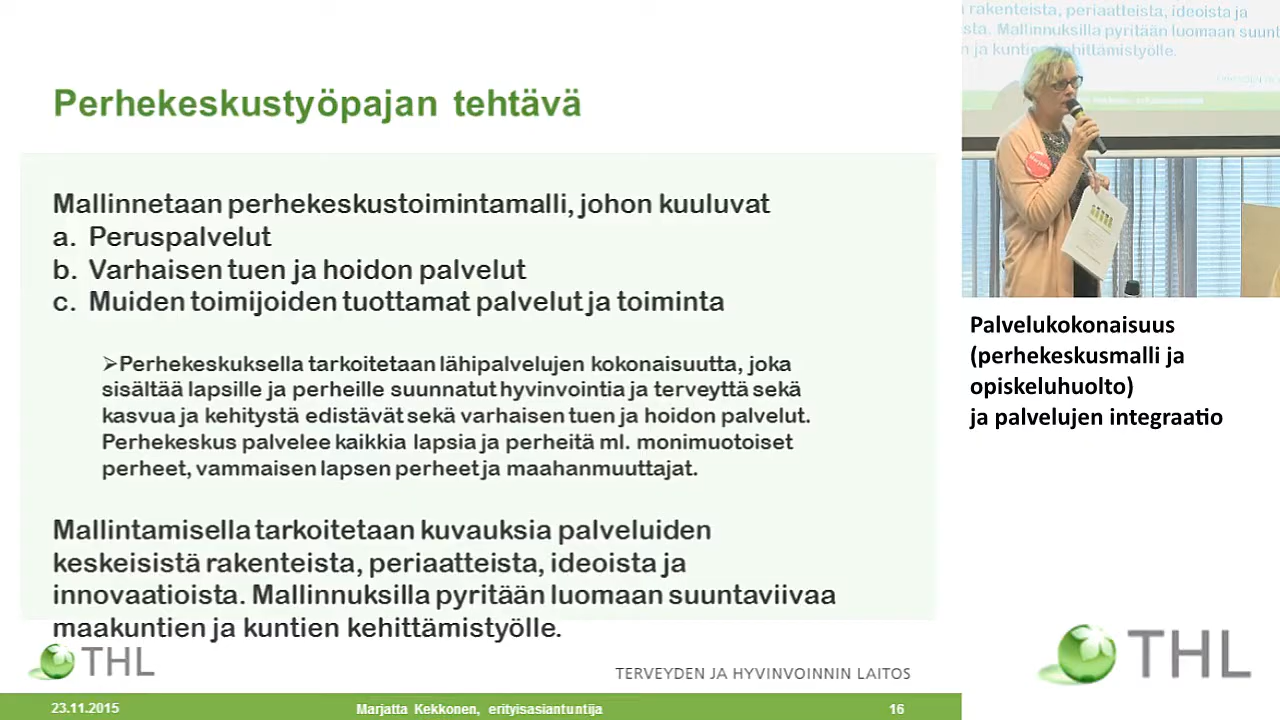 Perhekeskustyöpajan tehtävä
Mallinnetaan perhekeskustoimintamalli, johon kuuluvat
a. Peruspalvelut
b. Varhaisen tuen ja hoidon palvelut
c. Muiden toimijoiden tuottamat palvelut ja toiminta
➢Perhekeskuksella tarkoitetaan lähipalvelujen kokonaisuutta, joka
sisältää lapsille ja perheille suunnatut hyvinvointia ja terveyttä sekä
kasvua ja kehitystä edistävät sekä varhaisen tuen ja hoidon palvelut.
Perhekeskus palvelee kaikkia lapsia ja perheitä ml. monimuotoiset
perheet, vammaisen lapsen perheet ja maahanmuuttajat.
Mallintamisella tarkoitetaan kuvauksia palveluiden
keskeisistä rakenteista, periaatteista, ideoista ja
innovaatioista. Mallinnuksilla pyritään luomaan suuntaviivaa
maakuntien ja kuntien kehittämistyölle.
THL
TERVEYDEN JA HYVINVOINNIN LAITOS
23.11.2015
Marjatta Kekkonen, erityisasiantuntija
16
rakenteista, periaatteista, ideoista ja
sta. Mallinnuksilla pyritään luomaan suunt
n ja kuntien kehittämistyölle.
Palvelukokonaisuus
(perhekeskusmalli ja
opiskeluhuolto)
ja palvelujen integraatio
THL